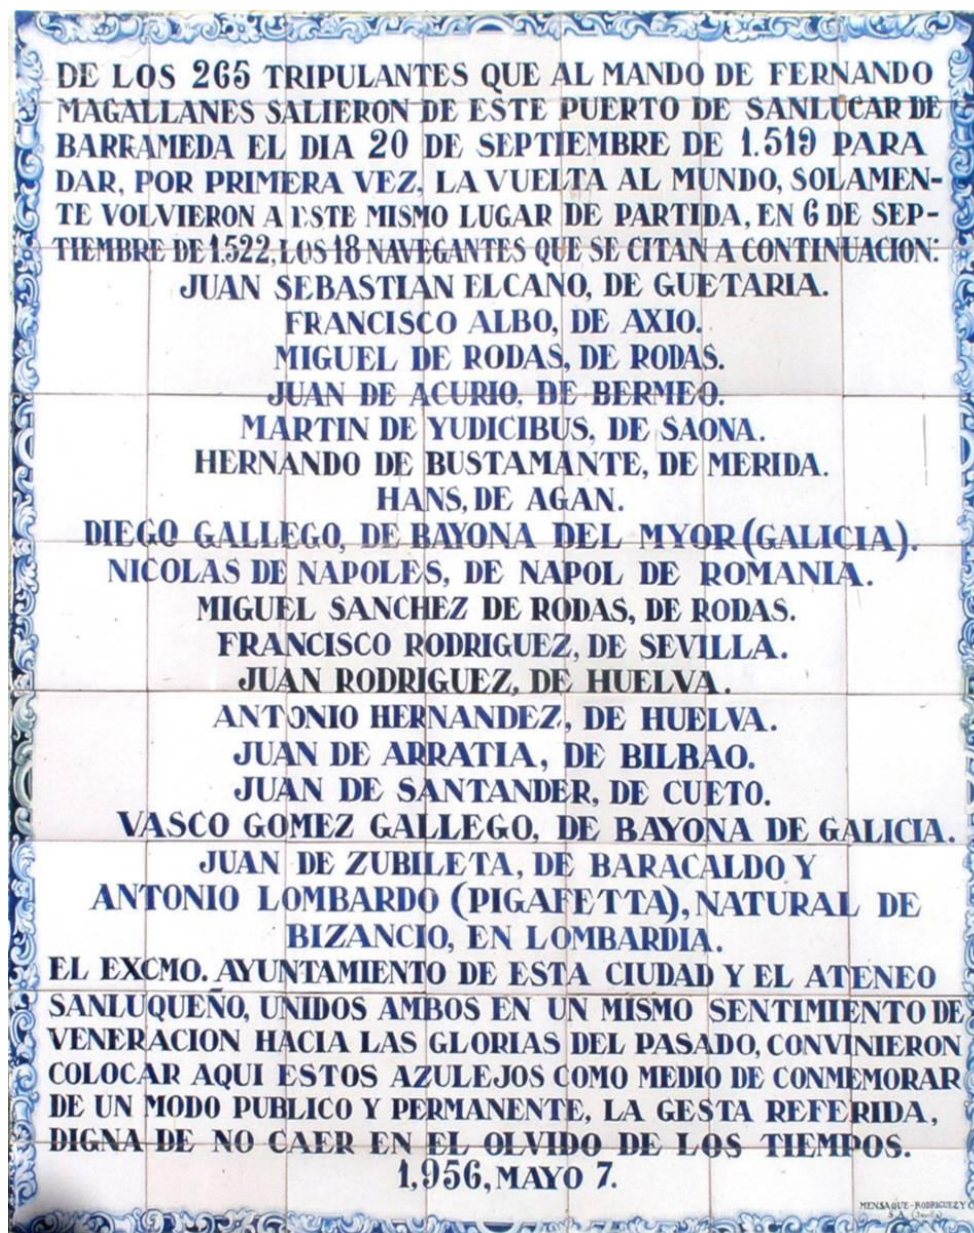 DE LOS 265 TRIPULANTES QUE AL MANDO DE FERNANDO
MAGALLANES SALIERON DE ESTE PUERTO DE SANLUCAR DE
BARRAMEDA EL DIA 20 DE SEPTIEMBRE DE 1.519 PARA
DAR, POR PRIMERA VEZ, LA VUELTA AL MUNDO, SOLAMEN-
TE VOLVIERON A ESTE MISMO LUGAR DE PARTIDA, EN 6 DE SEP-
TIEMBRE DE 1.522, LOS 18 NAVEGANTES QUE SE CITAN A CONTINUACION:
JUAN SEBASTIAN ELCANO, DE GUETARIA.
FRANCISCO ALBO, DE AXIO.
MIGUEL DE RODAS, DE RODAS.
JUAN DE ACURIO, DE BERMEO.
MARTIN DE YUDICIBUS, DE SAONA.
HERNANDO DE BUSTAMANTE, DE MERIDA.
HANS, DE AGAN.
DIEGO GALLEGO, DE BAYONA DEL MYOR (GALICIA).
NICOLAS DE NAPOLES, DE NAPOL DE ROMANIA.
MIGUEL SANCHEZ DE RODAS, DE RODAS.
FRANCISCO RODRIGUEZ, DE SEVILLA.
JUAN RODRIGUEZ, DE HUELVA.
ANTONIO HERNANDEZ, DE HUELVA.
JUAN DE ARRATIA, DE BILBAO.
JUAN DE SANTANDER, DE CUETO.
VASCO GOMEZ GALLEGO, DE BAYONA DE GALICIA.
JUAN DE ZUBILETA, DE BARACALDO Y
ANTONIO LOMBARDO (PIGAFETTA), NATURAL DE
BIZANCIO, EN LOMBARDIA.
EL EXCMO. AYUNTAMIENTO DE ESTA CIUDAD Y EL ATENEO
SANLUQUEÑO, UNIDOS AMBOS EN UN MISMO SENTIMIENTO DE
VENERACION HACIA LAS GLORIAS DEL PASADO, CONVINIERON
COLOCAR AQUI ESTOS AZULEJOS COMO MEDIO DE CONMEMORAR
DE UN MODO PUBLICO Y PERMANENTE, LA GESTA REFERIDA,
DIGNA DE NO CAER EN EL OLVIDO DE LOS TIEMPOS.
1,956, MAYO 7.
MENSAQUE-RODRIGUEZ Y C
S.A. (Sevilla)